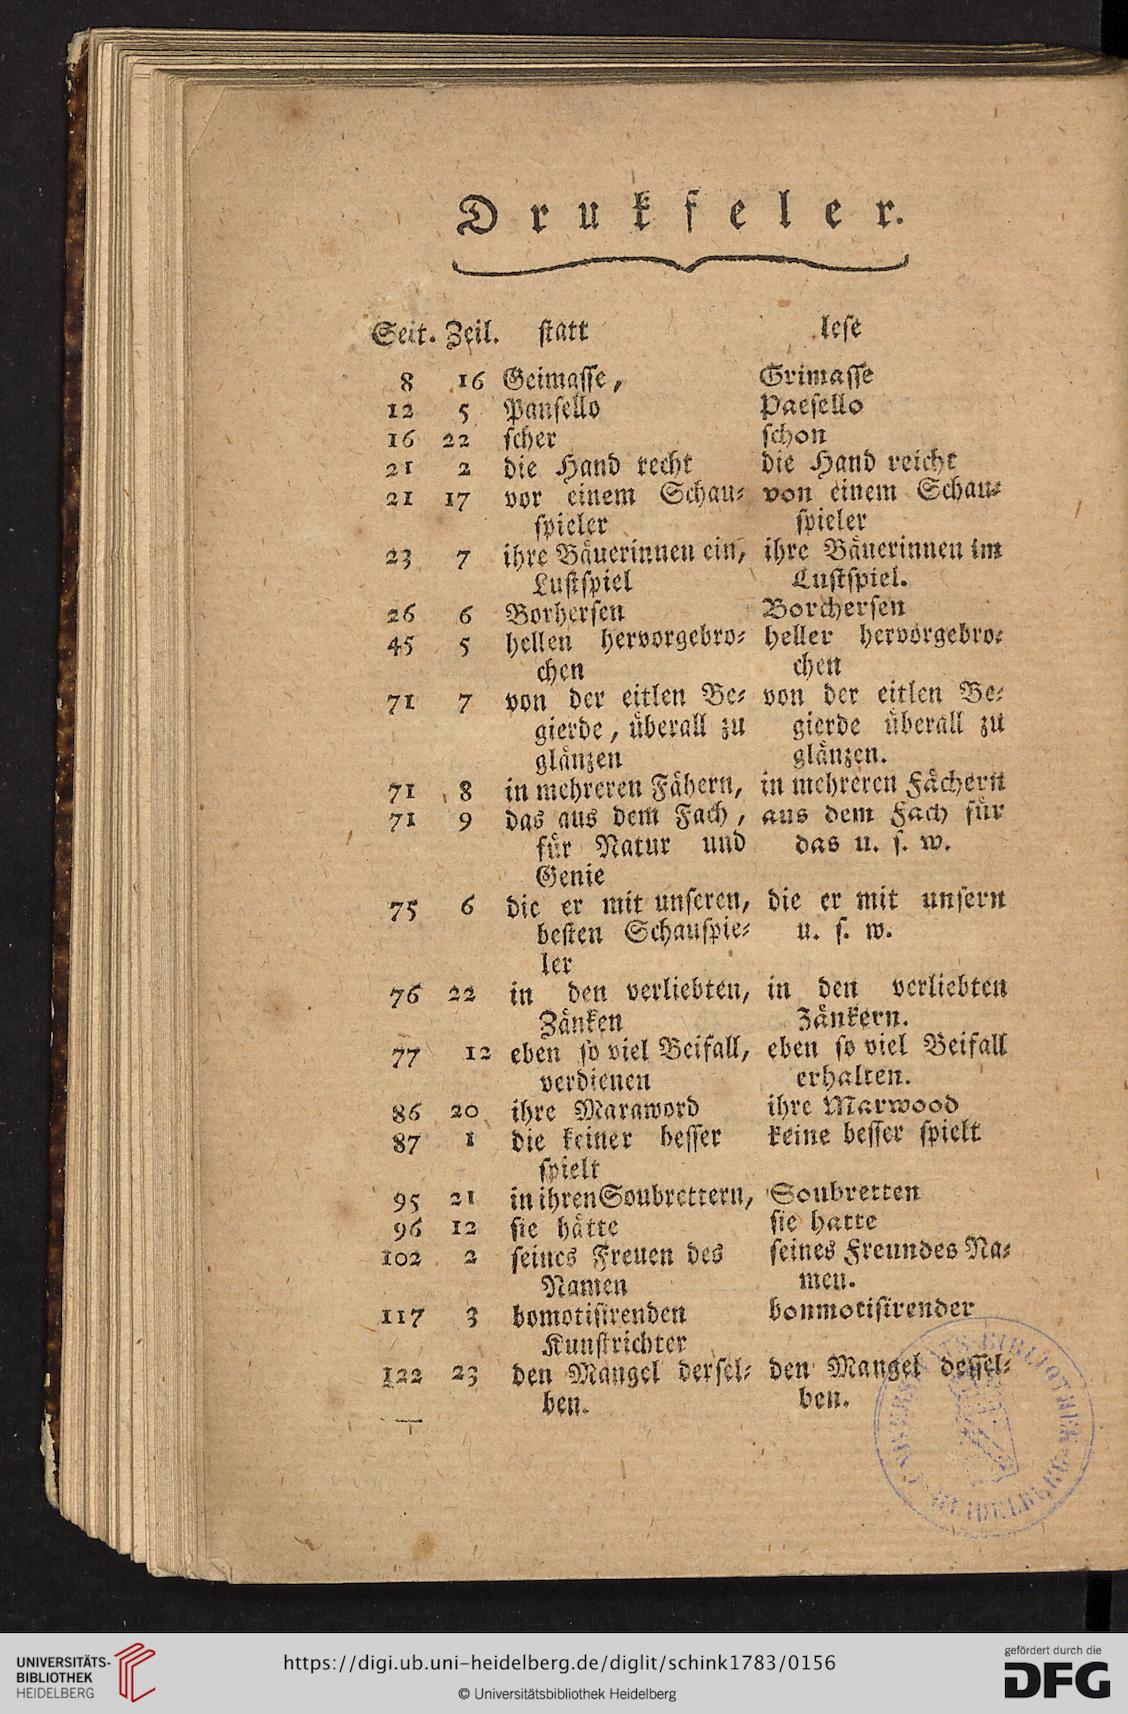 Drukfeler.
Seit. Zeil. statt lese
8 16 Geimasse, Grimasse
12 5 Pansello Paesello
16 22 scher schon
21 2 die Hand recht die Hand reicht
21 17 vor einem Schau⸗ von einem Schau⸗
spieler spieler
23 7 ihre Bäuerinnen ein, ihre Bäuerinnen im
Lustspiel Lustspiel.
26 6 Borhersen Borchersen
45 5 hellen hervorgebro⸗ heller hervorgebro⸗
chen chen
71 7 von der eitlen Be⸗ von der eitlen Be⸗
gierde, überall zu gierde überall zu
glänzen glänzen.
71 8 in mehreren Fähern, in mehreren Fächern
71 9 das aus dem Fach, aus dem Fach für
für Natur und das u. s. w.
Genie
75 6 die er mit unseren, die er mit unsern
besten Schauspie⸗ u. s. w.
ler
76 22 in den verliebten, in den verliebten
Zänken Zänkern.
77 12 eben so viel Beifall, eben so viel Beifall
verdienen erhalten.
86 20 ihre Maraword ihre Marwood
87 1 die keiner besser keine besser spielt
spielt
95 21 in ihren Soubrettern, Soubretten
96 12 sie hätte sie hatte
102 2 seines Freuen des seines Freundes Na⸗
Namen men.
117 3 bomotisirenden bonmotisirender
Kunstrichter
122 23 den Mangel dersel⸗ den Mangel dessel⸗
ben. ben.
UNIVERSITÄTS-
BIBLIOTHEK
HEIDELBERG
https://digi.ub.uni-heidelberg.de/diglit/schink1783/0156
© Universitätsbibliothek Heidelberg
gefördert durch die
DFG